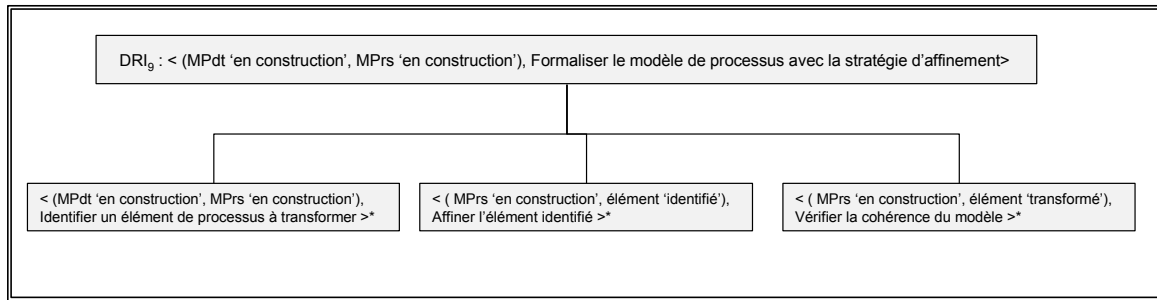 DRI9 : < (MPdt ‘en construction’, MPrs ‘en construction’), Formaliser le modèle de processus avec la stratégie d’affinement>
< (MPdt ‘en construction’, MPrs ‘en construction’),
Identifier un élément de processus à transformer >*
< ( MPrs ‘en construction’, élément ‘identifié’),
Affiner l’élément identifié >*
< ( MPrs ‘en construction’, élément ‘transformé’),
Vérifier la cohérence du modèle >*